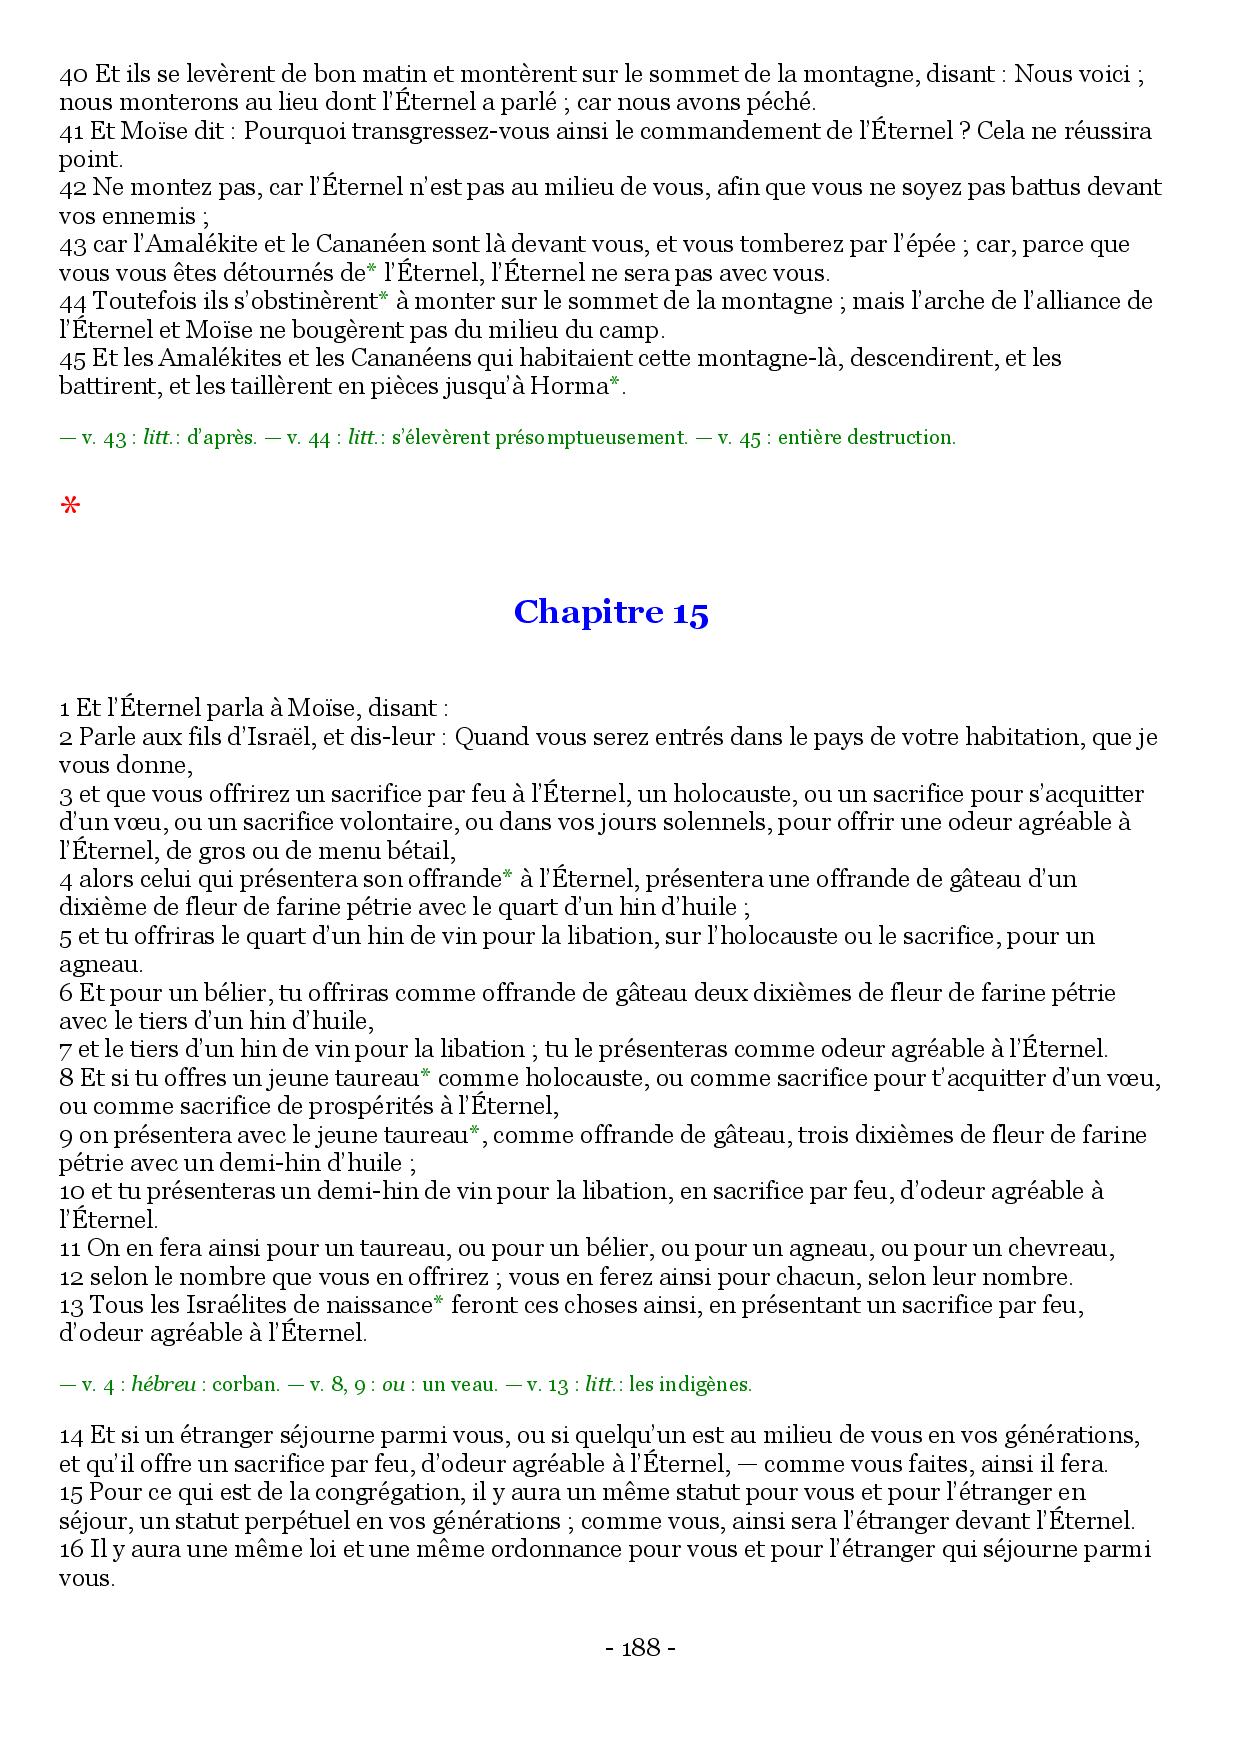 40 Et ils se levèrent de bon matin et montèrent sur le sommet de la montagne, disant : Nous voici ;
nous monterons au lieu dont l’Éternel a parlé ; car nous avons péché.
41 Et Moïse dit : Pourquoi transgressez-vous ainsi le commandement de l’Éternel ? Cela ne réussira
point.
42 Ne montez pas, car l’Éternel n’est pas au milieu de vous, afin que vous ne soyez pas battus devant
vos ennemis ;
43 car l’Amalékite et le Cananéen sont là devant vous, et vous tomberez par l’épée ; car, parce que
vous vous êtes détournés de* l’Éternel, l’Éternel ne sera pas avec vous.
44 Toutefois ils s’obstinèrent* à monter sur le sommet de la montagne ; mais l’arche de l’alliance de
l’Éternel et Moïse ne bougèrent pas du milieu du camp.
45 Et les Amalékites et les Cananéens qui habitaient cette montagne-là, descendirent, et les
battirent, et les taillèrent en pièces jusqu’à Horma*.
— v. 43 : litt.: d’après. — v. 44 : litt.: s’élevèrent présomptueusement. — v. 45 : entière destruction.
*
Chapitre 15
1 Et l’Éternel parla à Moïse, disant :
2 Parle aux fils d’Israël, et dis-leur : Quand vous serez entrés dans le pays de votre habitation, que je
vous donne,
3 et que vous offrirez un sacrifice par feu à l’Éternel, un holocauste, ou un sacrifice pour s’acquitter
d’un vœu, ou un sacrifice volontaire, ou dans vos jours solennels, pour offrir une odeur agréable à
l’Éternel, de gros ou de menu bétail,
4 alors celui qui présentera son offrande* à l’Éternel, présentera une offrande de gâteau d’un
dixième de fleur de farine pétrie avec le quart d’un hin d’huile ;
5 et tu offriras le quart d’un hin de vin pour la libation, sur l’holocauste ou le sacrifice, pour un
agneau.
6 Et pour un bélier, tu offriras comme offrande de gâteau deux dixièmes de fleur de farine pétrie
avec le tiers d’un hin d’huile,
7 et le tiers d’un hin de vin pour la libation ; tu le présenteras comme odeur agréable à l’Éternel.
8 Et si tu offres un jeune taureau* comme holocauste, ou comme sacrifice pour t’acquitter d’un vœu,
ou comme sacrifice de prospérités à l’Éternel,
9 on présentera avec le jeune taureau*, comme offrande de gâteau, trois dixièmes de fleur de farine
pétrie avec un demi-hin d’huile ;
10 et tu présenteras un demi-hin de vin pour la libation, en sacrifice par feu, d’odeur agréable à
l’Éternel.
11 On en fera ainsi pour un taureau, ou pour un bélier, ou pour un agneau, ou pour un chevreau,
12 selon le nombre que vous en offrirez ; vous en ferez ainsi pour chacun, selon leur nombre.
13 Tous les Israélites de naissance* feront ces choses ainsi, en présentant un sacrifice par feu,
d’odeur agréable à l’Éternel.
— v. 4 : hébreu : corban. — v. 8, 9 : ou : un veau. — v. 13 : litt.: les indigènes.
14 Et si un étranger séjourne parmi vous, ou si quelqu’un est au milieu de vous en vos générations,
et qu’il offre un sacrifice par feu, d’odeur agréable à l’Éternel, — comme vous faites, ainsi il fera.
15 Pour ce qui est de la congrégation, il y aura un même statut pour vous et pour l’étranger en
séjour, un statut perpétuel en vos générations ; comme vous, ainsi sera l’étranger devant l’Éternel.
16 Il y aura une même loi et une même ordonnance pour vous et pour l’étranger qui séjourne parmi
vous.
- 188 -